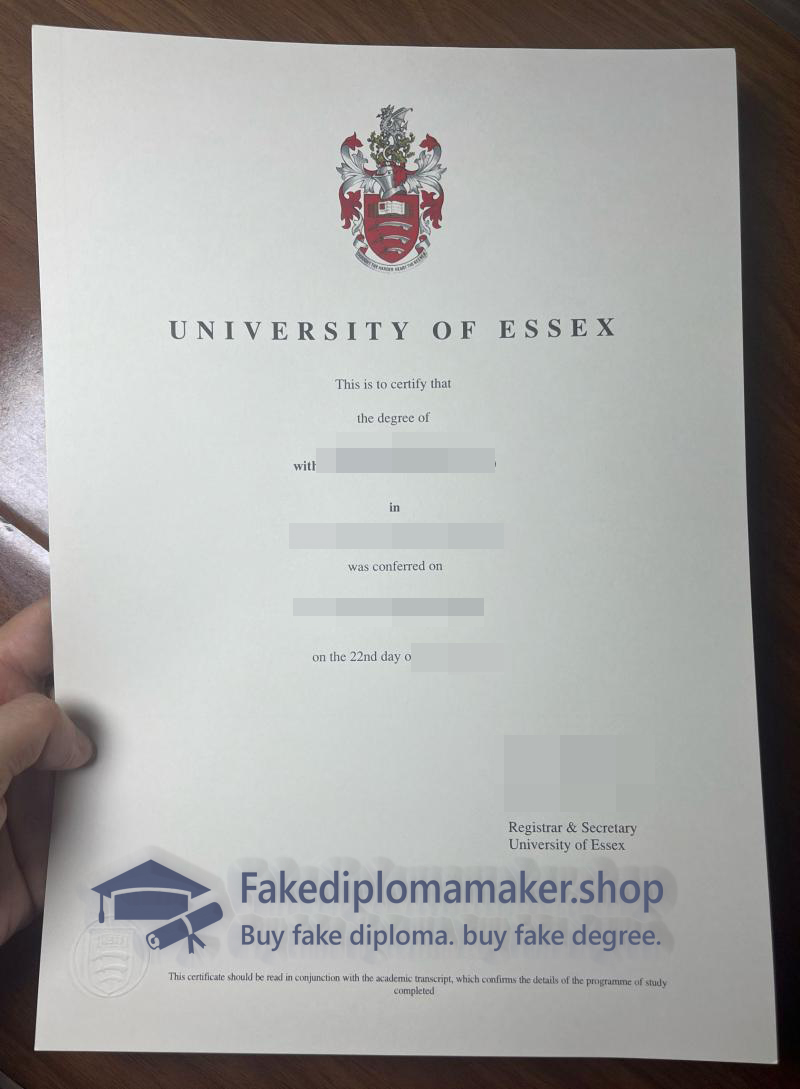 UNIVERSITY OF ESSEX
This is to certify that
the degree of
with
in
was conferred on
on the 22nd day o
Registrar & Secretary
University of Essex
Fakediplomamaker.shop
Buy fake diploma. buy fake degree.
This certificate should be read in conjunction with the academic transcript, which confirms the details of the programme of study
completed